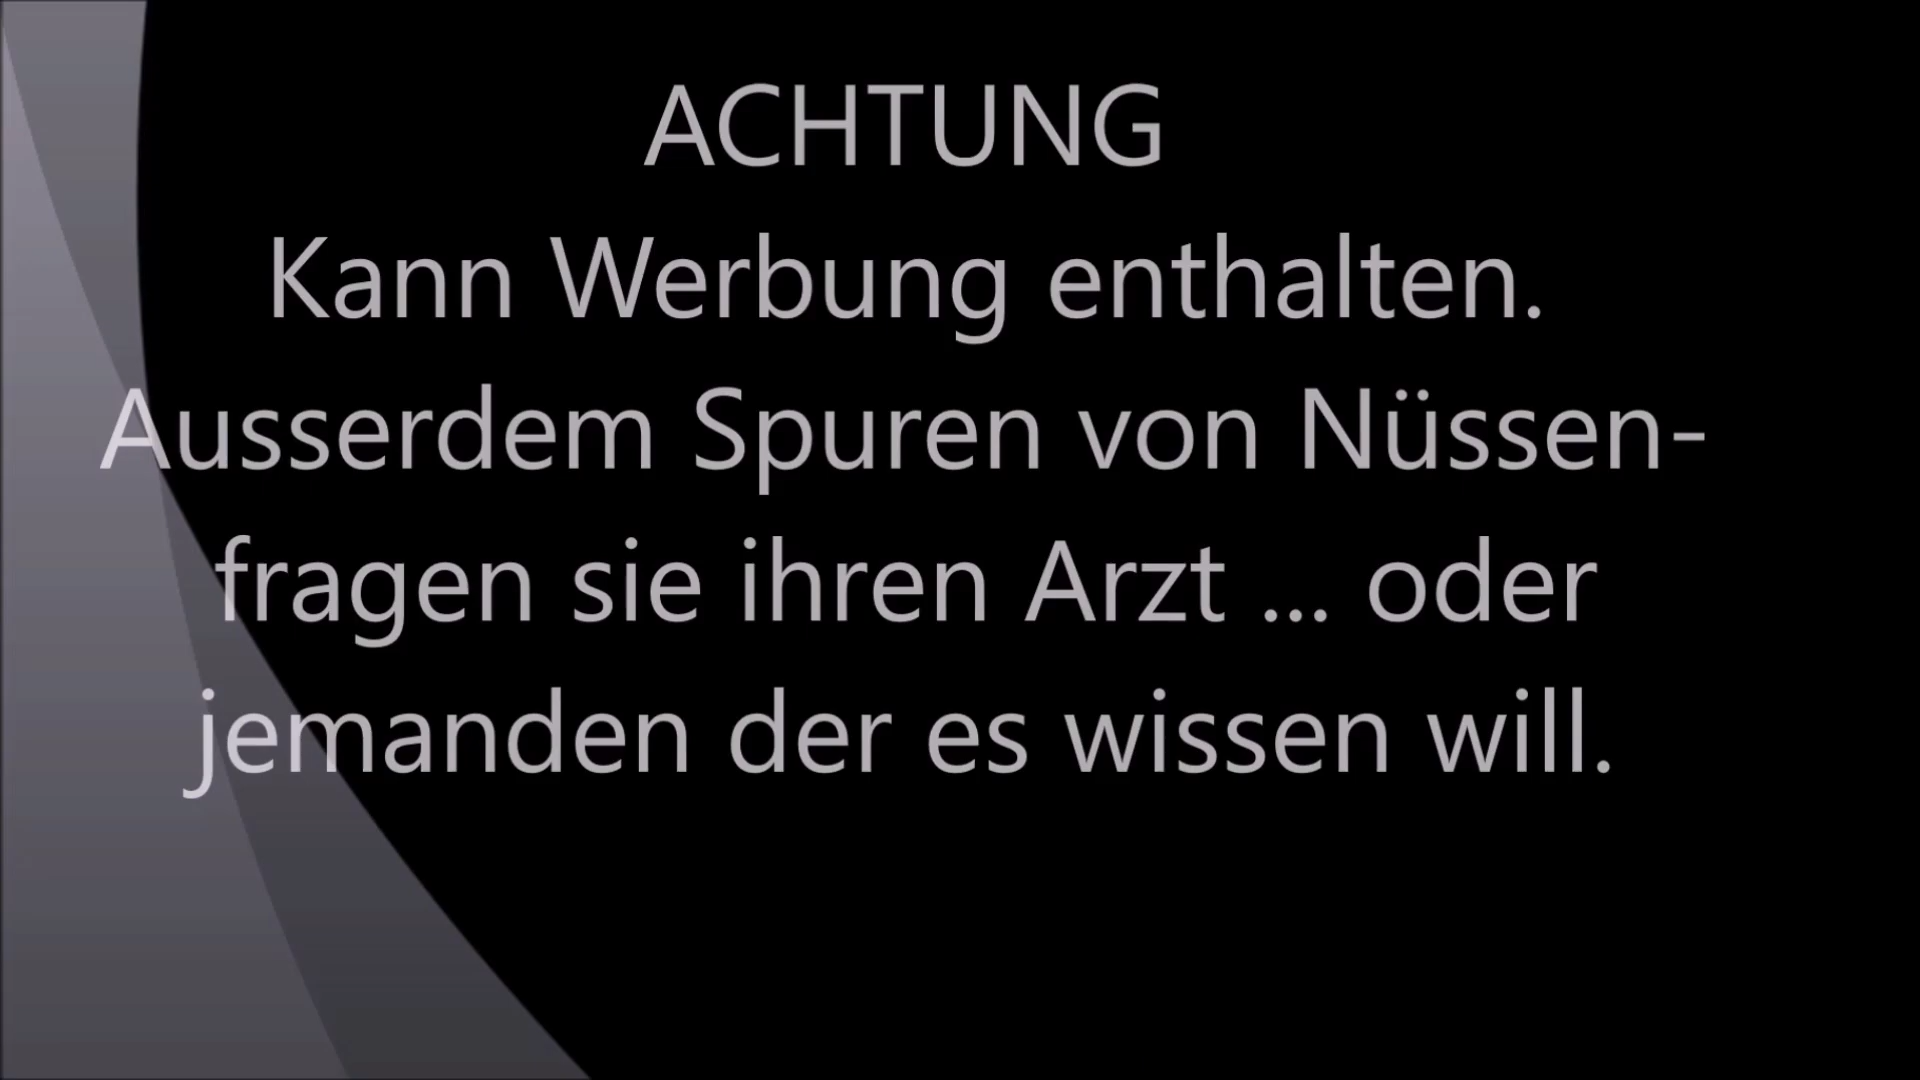 ACHTUNG
Kann Werbung enthalten.
Ausserdem Spuren von Nüssen-
fragen sie ihren Arzt ... oder
jemanden der es wissen will.